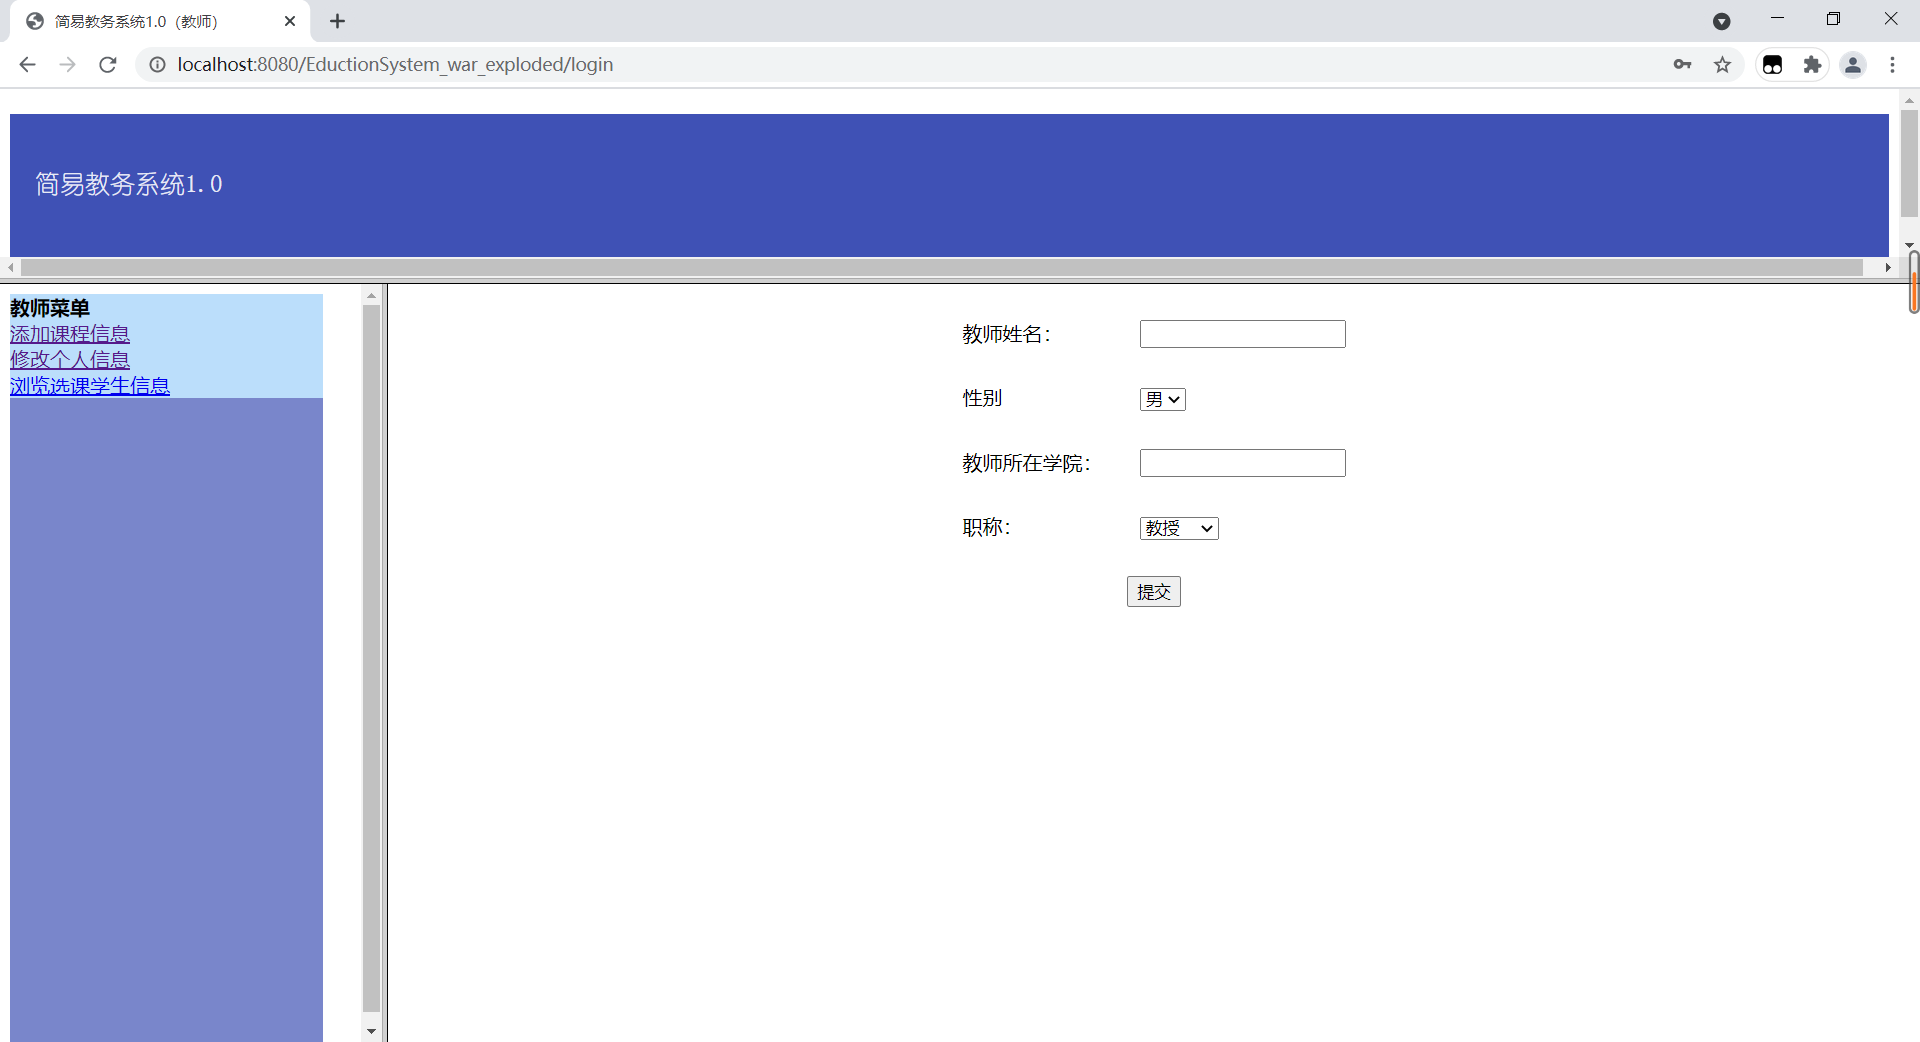 简易教务系统1.0（教师）
localhost:8080/EductionSystem_war_exploded/login
简易教务系统1.0
教师菜单
添加课程信息
修改个人信息
浏览选课学生信息
教师姓名：
性别
男
教师所在学院：
职称：
教授
提交